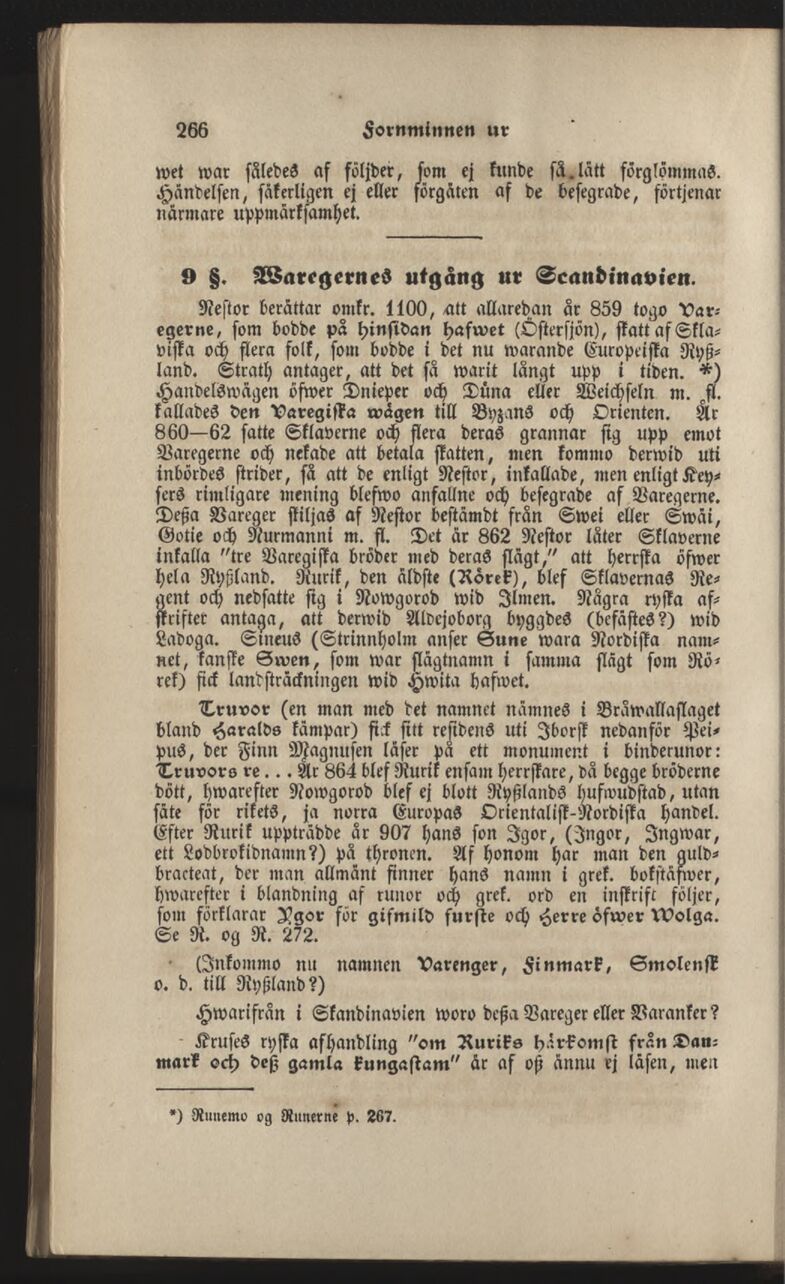 266 Fornminnen ur
wet war således af följder, som ej kunde så lätt förglömmas.
Händelsen, säkerligen ej eller förgäten af de besegrade, förtjenar
närmare uppmärksamhet.
9 §. Waregernes utgång ur Scandinavien.
Nestor berättar omkr. 1100, att allaredan år 859 togo Var-
egerne, som bodde på hinsidan hafwet (Östersjön), skatt af Skla-
viska och flera folk, som bodde i det nu warande Europeiska Ryß-
land. Strath antager, att det så warit långt upp i tiden. *)
Handelswägen öfwer Dnieper och Düna eller Weichseln m. fl.
kallades den Varegiska wägen till Byzans och Orienten. År
860—62 satte Sklaverne och flera deras grannar sig upp emot
Varegerne och nekade att betala skatten, men kommo derwid uti
inbördes strider, så att de enligt Nestor, inkallade, men enligt Key-
sers rimligare mening blefwo anfallne och besegrade af Varegerne.
Deßa Vareger skiljas af Nestor bestämdt från Swei eller Swäi,
Gotie och Nurmanni m. fl. Det är 862 Nestor låter Sklaverne
inkalla "tre Varegiska bröder med deras slägt," att herrska öfwer
hela Ryßland. Rurik, den äldste (Rörek), blef Sklavernas Re-
gent och nedsatte sig i Nowgorod wid Ilmen. Några ryska af-
skrifter antaga, att derwid Aldejoborg byggdes (befästes?) wid
Ladoga. Sineus (Strinnholm anser Sune wara Nordiska nam-
net, kanske Swen, som war slägtnamn i samma slägt som Rö-
rek) fick landsträckningen wid Hwita hafwet.
Truvor (en man med det namnet nämnes i Bråwallaslaget
bland Haralds kämpar) fick sitt residens uti Iborsk nedanför Pei-
pus, der Finn Magnusen läser på ett monument i binderunor:
Truvors re... År 864 blef Rurik ensam herrskare, då begge bröderne
dött, hwarefter Nowgorod blef ej blott Ryßlands hufwudstad, utan
säte för rikets, ja norra Europas Orientalisk-Nordiska handel.
Efter Rurik uppträdde år 907 hans son Igor, (Ingor, Ingwar,
ett Lodbrokidnamn?) på thronen. Af honom har man den guld-
bracteat, der man allmänt finner hans namn i grek. bokstäfwer,
hwarefter i blandning af runor och grek. ord en inskrift följer,
som förklarar Ygor för gifmild furste och Herre öfwer Wolga.
Se R. og R. 272.
(Inkommo nu namnen Varenger, Finmark, Smolensk
o. d. till Ryßland?)
Hwarifrån i Skandinavien woro deßa Vareger eller Varanker?
Kruses ryska afhandling "om Ruriks härkomst från Dan-
mark och deß gamla kungastam" är af oß ännu ej läsen, men
*) Runemo og Runerne p. 267.